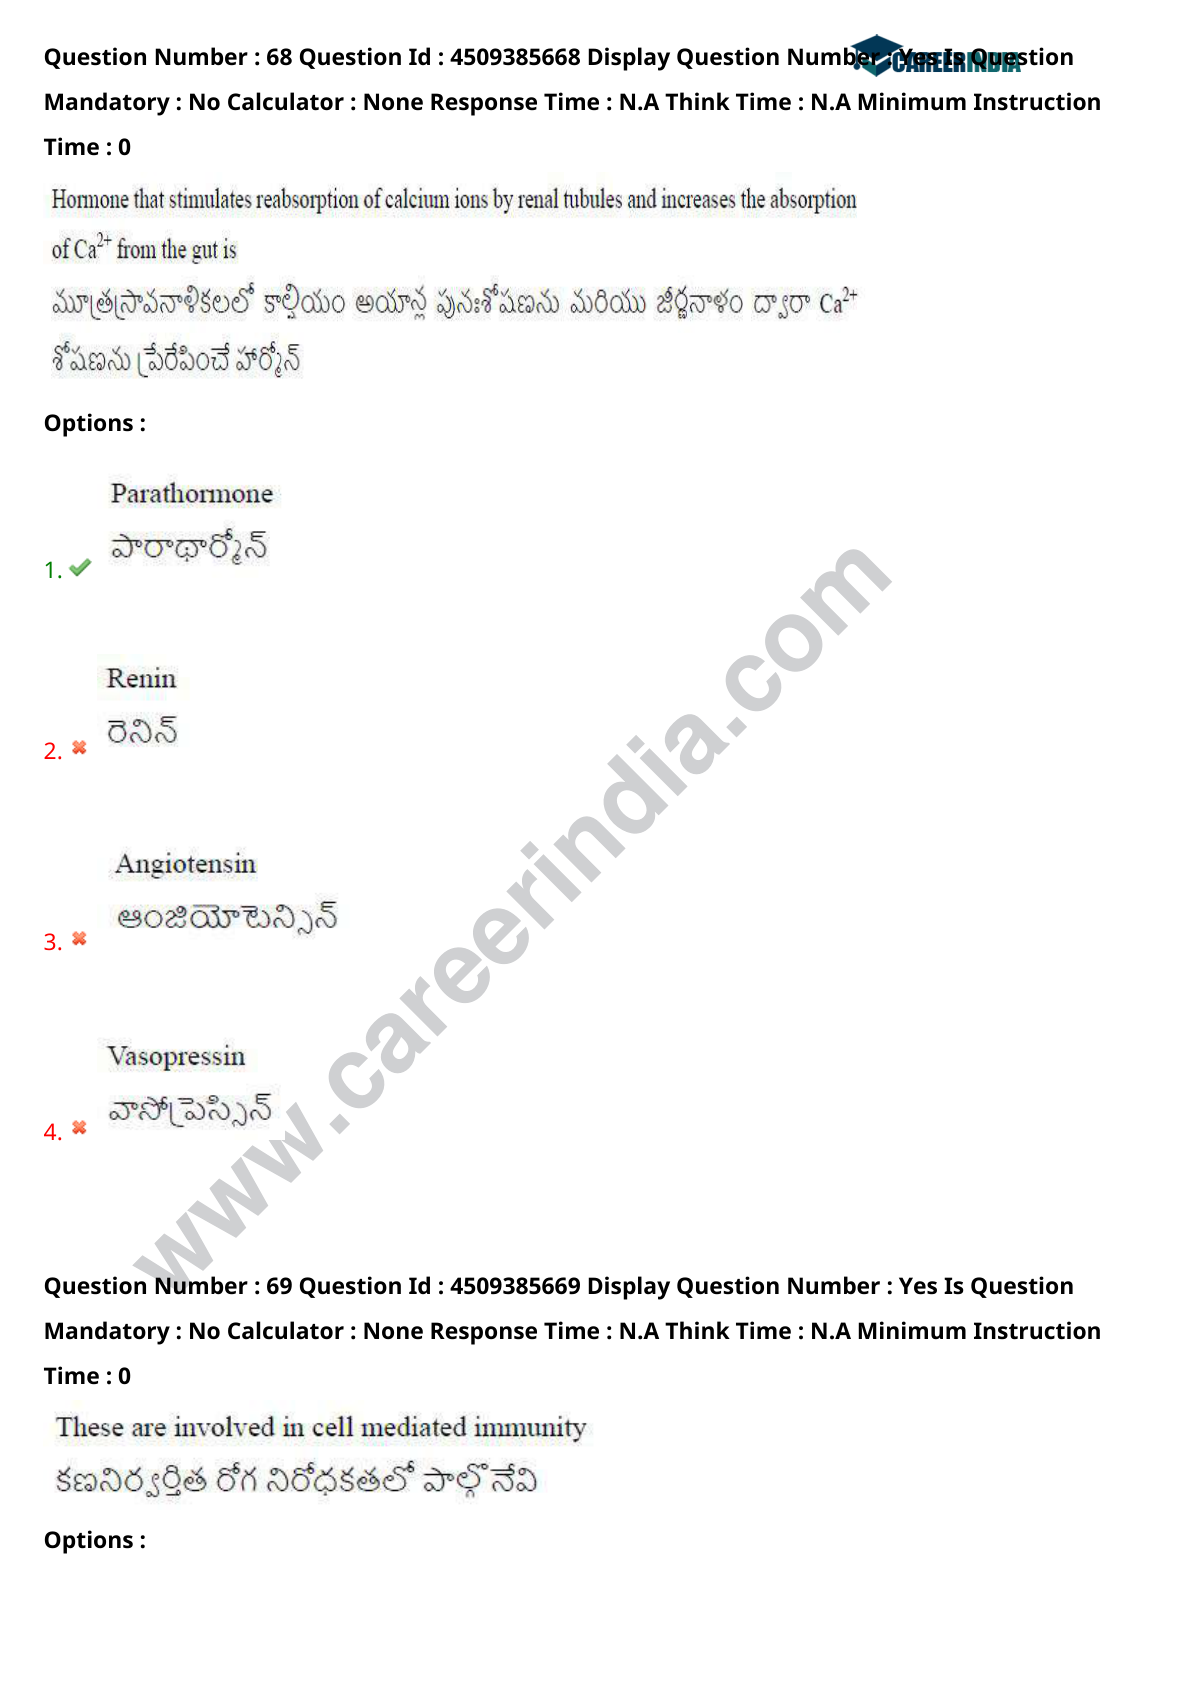 Question Number : 68 Question Id : 4509385668 Display Question Number : Yes Is Question
CAREERINDIA
Mandatory : No Calculator : None Response Time : N.A Think Time : N.A Minimum Instruction
Time : 0
Hormone that stimulates reabsorption of calcium ions by renal tubules and increases the absorption
of Ca2+ from the gut is
మూత్రస్రావనాళికలలో కాల్షియం అయాన్ల పునఃశోషణను మరియు జీర్ణనాళం ద్వారా Ca2+
శోషణను ప్రేరేపించే హార్మోన్
Options :
Parathormone
పారాథార్మోన్
1.
Renin
రెనిన్
2.
Angiotensin
ఆంజియోటెన్సిన్
3.
Vasopressin
వాసోప్రెస్సిన్
4.
www.careerindia.com
Question Number : 69 Question Id : 4509385669 Display Question Number : Yes Is Question
Mandatory : No Calculator : None Response Time : N.A Think Time : N.A Minimum Instruction
Time : 0
These are involved in cell mediated immunity
కణనిర్వర్తిత రోగ నిరోధకతలో పాల్గొనేవి
Options :